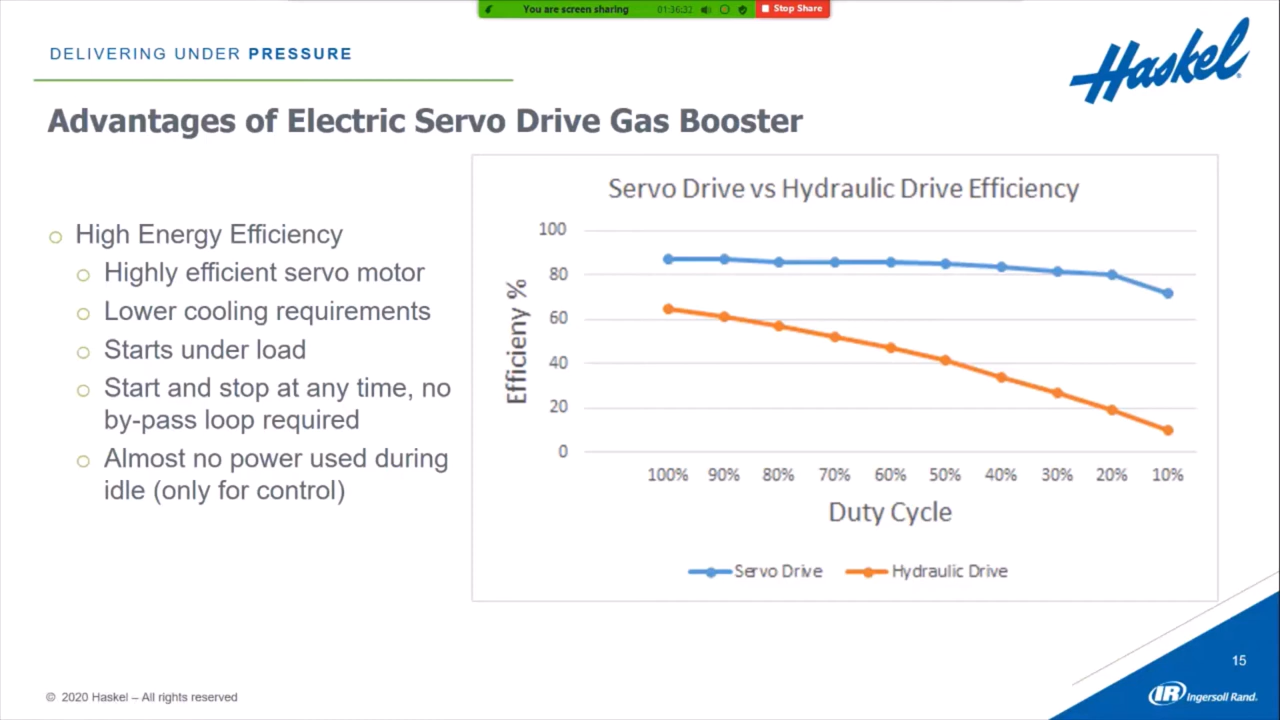 You are screen sharing 01:36:32 Stop Share
DELIVERING UNDER PRESSURE
Haskel
Advantages of Electric Servo Drive Gas Booster
High Energy Efficiency
Highly efficient servo motor
Lower cooling requirements
Starts under load
Start and stop at any time, no
by-pass loop required
Almost no power used during
idle (only for control)
Servo Drive vs Hydraulic Drive Efficiency
Efficieny %
100
80
60
40
20
0
100% 90% 80% 70% 60% 50% 40% 30% 20% 10%
Duty Cycle
Servo Drive Hydraulic Drive
15
© 2020 Haskel – All rights reserved
IR Ingersoll Rand.